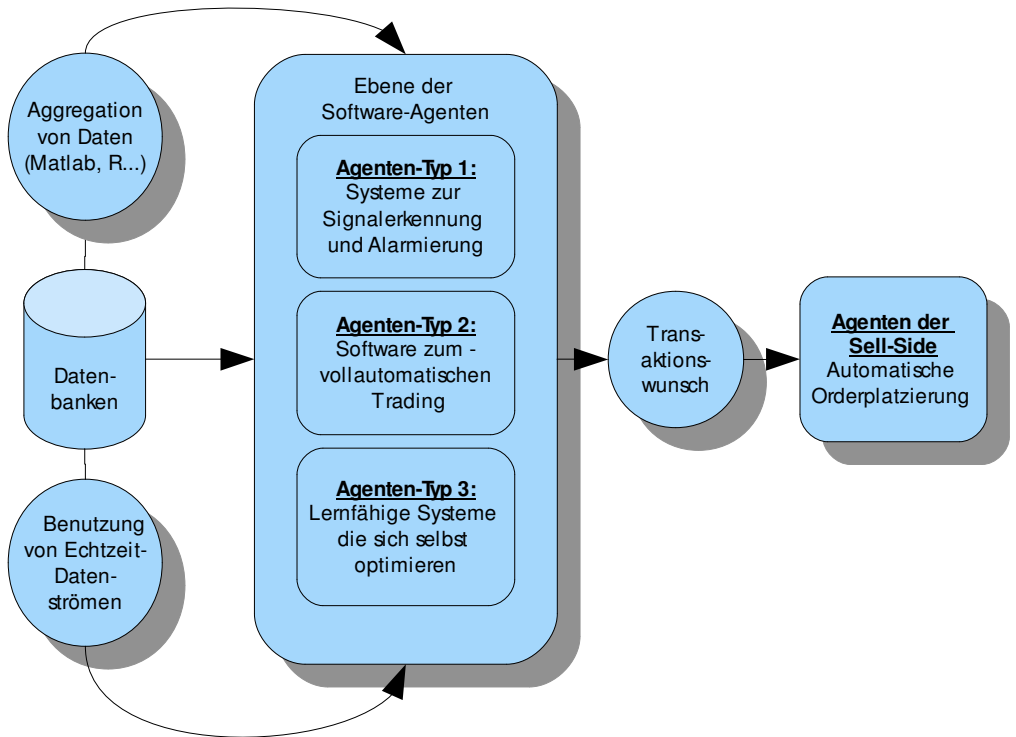 Aggregation
von Daten
(Matlab, R...)
Daten-
banken
Benutzung
von Echtzeit-
Daten-
strömen
Ebene der
Software-Agenten
Agenten-Typ 1:
Systeme zur
Signalerkennung
und Alarmierung
Agenten-Typ 2:
Software zum -
vollautomatischen
Trading
Agenten-Typ 3:
Lernfähige Systeme
die sich selbst
optimieren
Trans-
aktions-
wunsch
Agenten der
Sell-Side
Automatische
Orderplatzierung